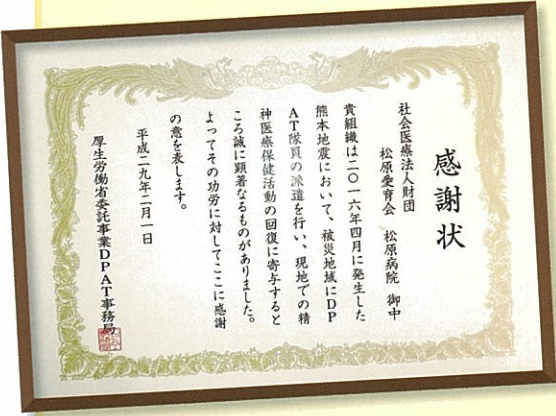 感謝状
社会医療法人財団
松原愛育会　松原病院　御中
貴組織は二〇一六年四月に発生した
熊本地震において、被災地域にDP
AT隊員の派遣を行い、現地での精
神医療保健活動の回復に寄与すると
ころ誠に顕著なるものがありました。
よってその功労に対してここに感謝
の意を表します。
平成二九年二月一日
厚生労働省委託事業DPAT事務局